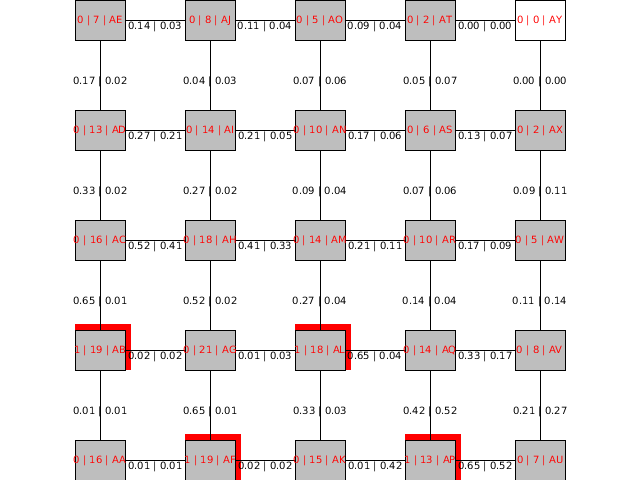 0 | 7 | AE 0.14 | 0.03 0 | 8 | AJ 0.11 | 0.04 0 | 5 | AO 0.09 | 0.04 0 | 2 | AT 0.00 | 0.00 0 | 0 | AY
0.17 | 0.02 0.04 | 0.03 0.07 | 0.06 0.05 | 0.07 0.00 | 0.00
0 | 13 | AD 0.27 | 0.21 0 | 14 | AI 0.21 | 0.05 0 | 10 | AN 0.17 | 0.06 0 | 6 | AS 0.13 | 0.07 0 | 2 | AX
0.33 | 0.02 0.27 | 0.02 0.09 | 0.04 0.07 | 0.06 0.09 | 0.11
0 | 16 | AC 0.52 | 0.41 0 | 18 | AH 0.41 | 0.33 0 | 14 | AM 0.21 | 0.11 0 | 10 | AR 0.17 | 0.09 0 | 5 | AW
0.65 | 0.01 0.52 | 0.02 0.27 | 0.04 0.14 | 0.04 0.11 | 0.14
1 | 19 | AB 0.02 | 0.02 0 | 21 | AG 0.01 | 0.03 1 | 18 | AL 0.65 | 0.04 0 | 14 | AQ 0.33 | 0.17 0 | 8 | AV
0.01 | 0.01 0.65 | 0.01 0.33 | 0.03 0.42 | 0.52 0.21 | 0.27
0 | 16 | AA 0.01 | 0.01 1 | 19 | AF 0.02 | 0.02 0 | 15 | AK 0.01 | 0.42 1 | 13 | AP 0.65 | 0.52 0 | 7 | AU